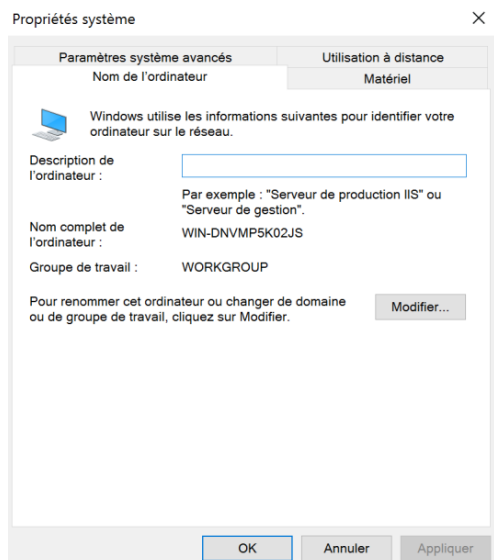 Propriétés système
Paramètres système avancés
Utilisation à distance
Nom de l'ordinateur
Matériel
Windows utilise les informations suivantes pour identifier votre
ordinateur sur le réseau.
Description de
l'ordinateur :
Par exemple : "Serveur de production IIS" ou
"Serveur de gestion".
Nom complet de
l'ordinateur :
WIN-DNVMP5K02JS
Groupe de travail :
WORKGROUP
Pour renommer cet ordinateur ou changer de domaine
ou de groupe de travail, cliquez sur Modifier.
Modifier...
OK
Annuler
Appliquer